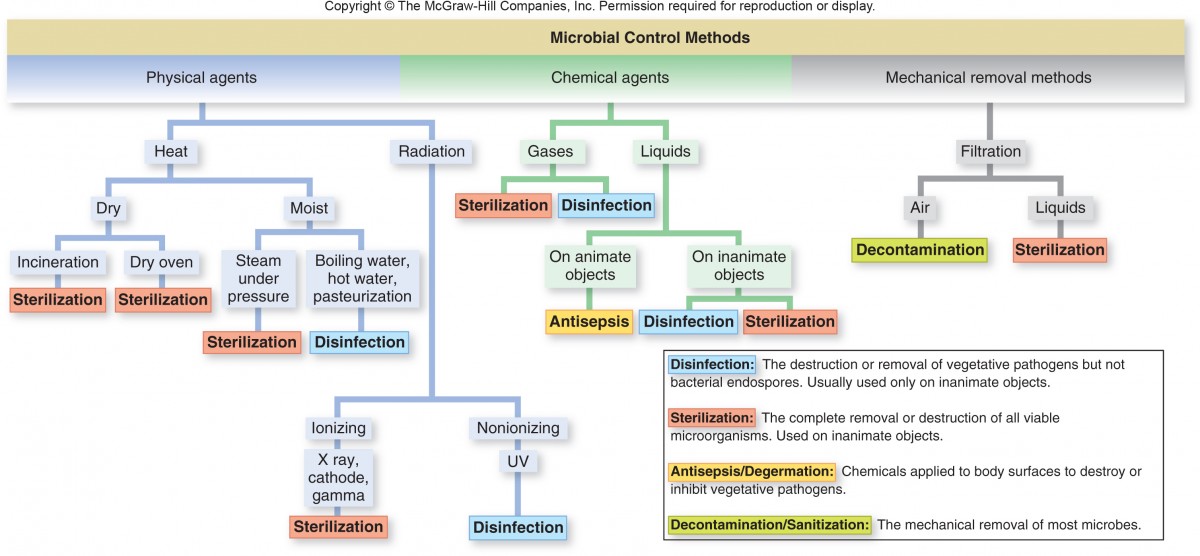 Copyright © The McGraw-Hill Companies, Inc. Permission required for reproduction or display.
Microbial Control Methods
Physical agents
Chemical agents
Mechanical removal methods
Heat
Radiation
Gases
Liquids
Filtration
Dry
Moist
Sterilization
Disinfection
Air
Liquids
Incineration
Dry oven
Steam
under
pressure
Boiling water,
hot water,
pasteurization
On animate
objects
On inanimate
objects
Decontamination
Sterilization
Sterilization
Sterilization
Sterilization
Disinfection
Antisepsis
Disinfection
Sterilization
Ionizing
X ray,
cathode,
gamma
Sterilization
Nonionizing
UV
Disinfection
Disinfection: The destruction or removal of vegetative pathogens but not
bacterial endospores. Usually used only on inanimate objects.
Sterilization: The complete removal or destruction of all viable
microorganisms. Used on inanimate objects.
Antisepsis/Degermation: Chemicals applied to body surfaces to destroy or
inhibit vegetative pathogens.
Decontamination/Sanitization: The mechanical removal of most microbes.